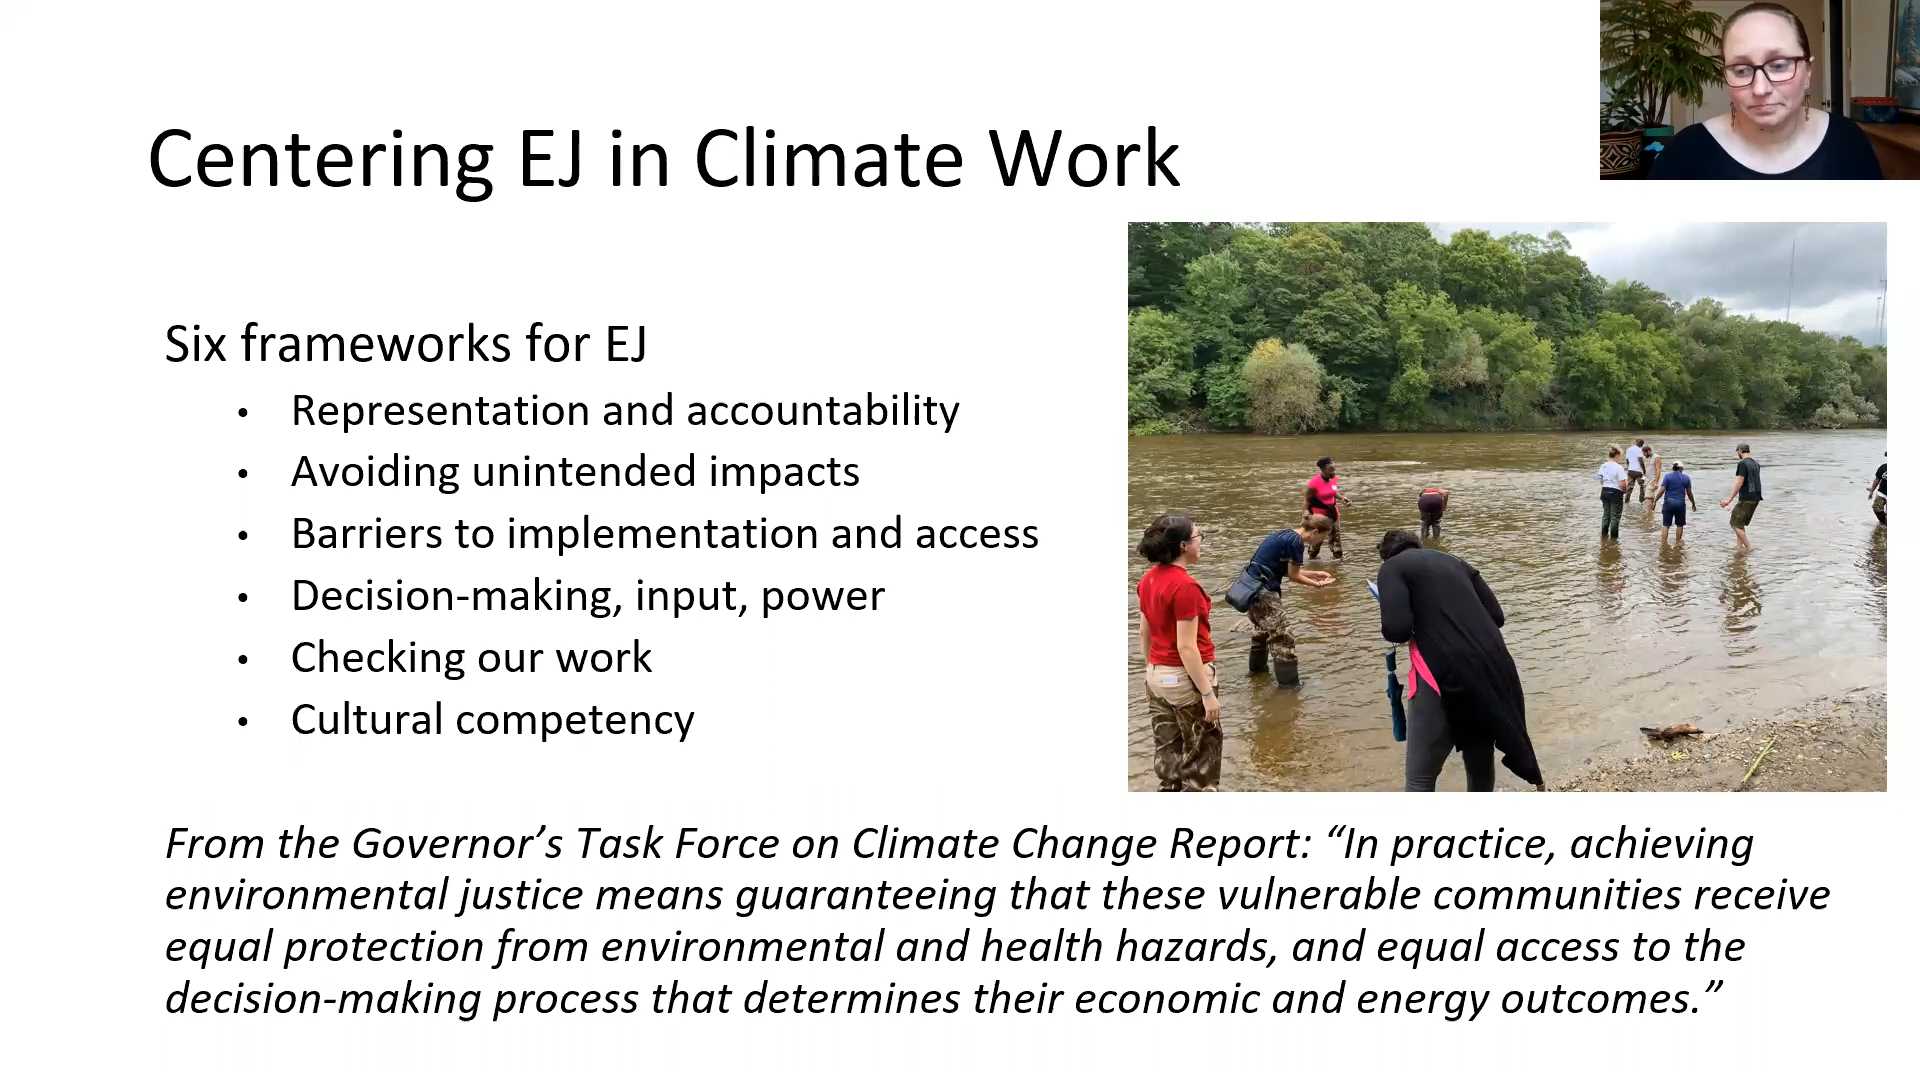 Centering EJ in Climate Work
Six frameworks for EJ
• Representation and accountability
• Avoiding unintended impacts
• Barriers to implementation and access
• Decision-making, input, power
• Checking our work
• Cultural competency
From the Governor’s Task Force on Climate Change Report: “In practice, achieving
environmental justice means guaranteeing that these vulnerable communities receive
equal protection from environmental and health hazards, and equal access to the
decision-making process that determines their economic and energy outcomes.”